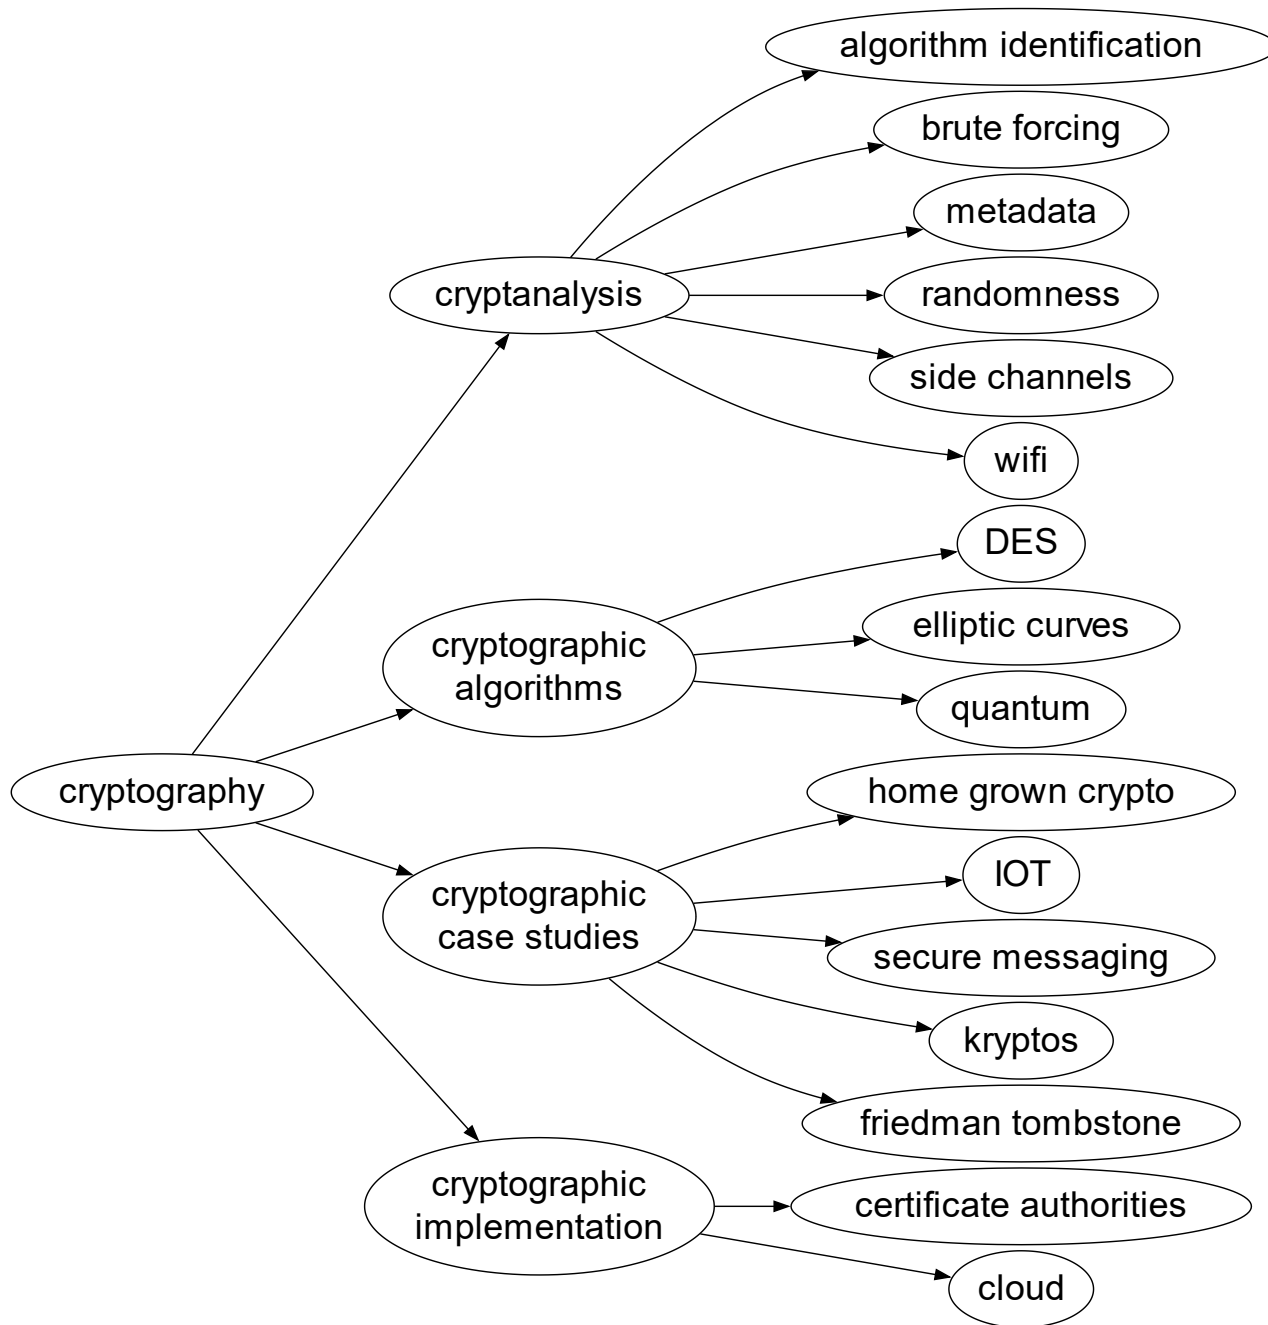 algorithm identification
brute forcing
metadata
cryptanalysis
randomness
side channels
wifi
DES
cryptographic
algorithms
elliptic curves
quantum
cryptography
home grown crypto
IOT
cryptographic
case studies
secure messaging
kryptos
friedman tombstone
cryptographic
implementation
certificate authorities
cloud